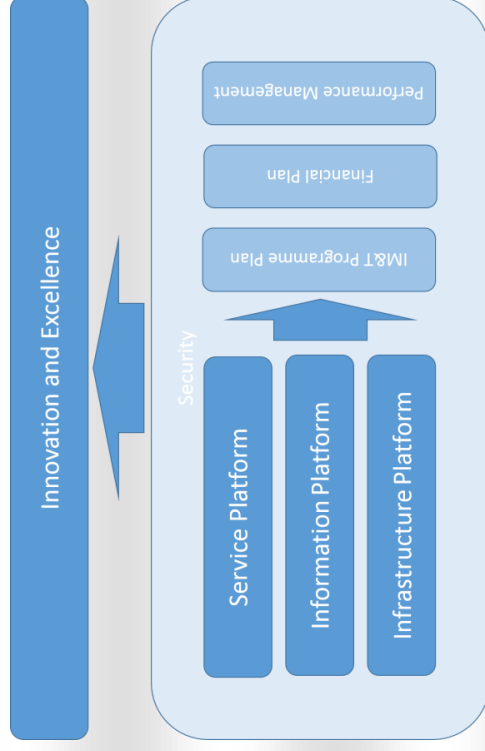 Innovation and Excellence
Security
Service Platform
Information Platform
Infrastructure Platform
IM&T Programme Plan
Financial Plan
Performance Management